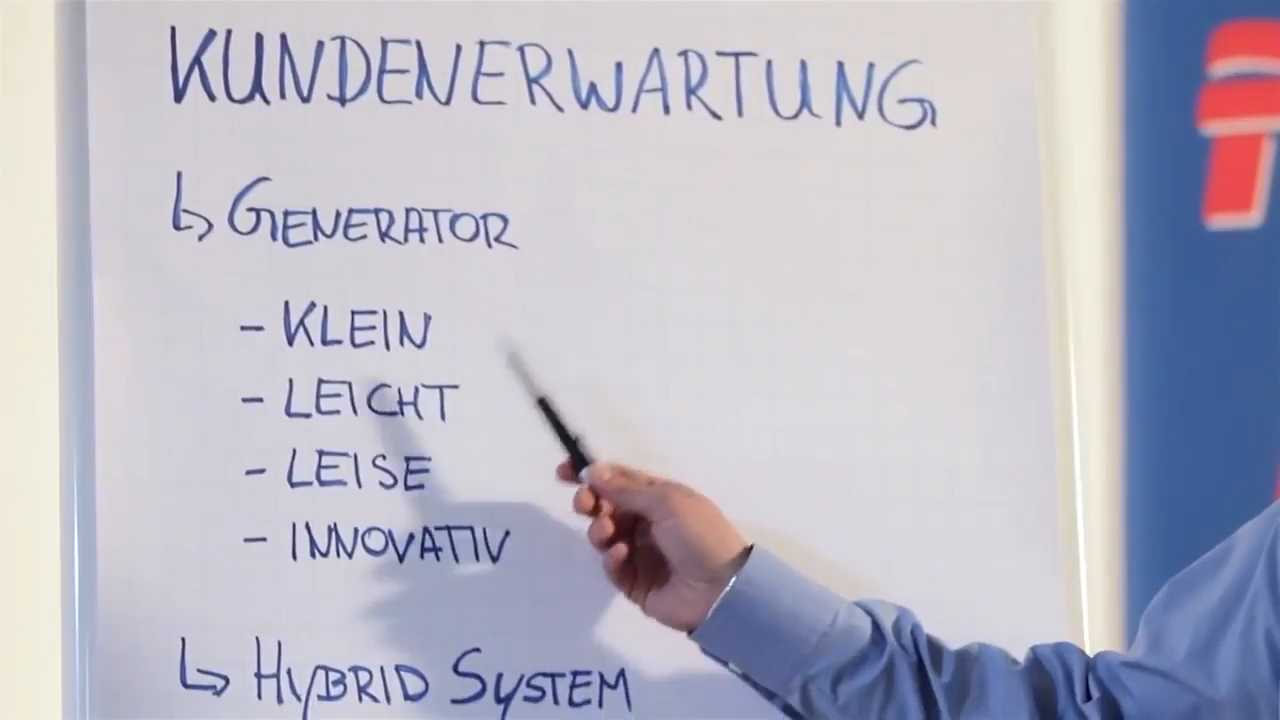 KUNDENERWARTUNG
↳ GENERATOR
- KLEIN
- LEICHT
- LEISE
- INNOVATIV
↳ HYBRID SYSTEM